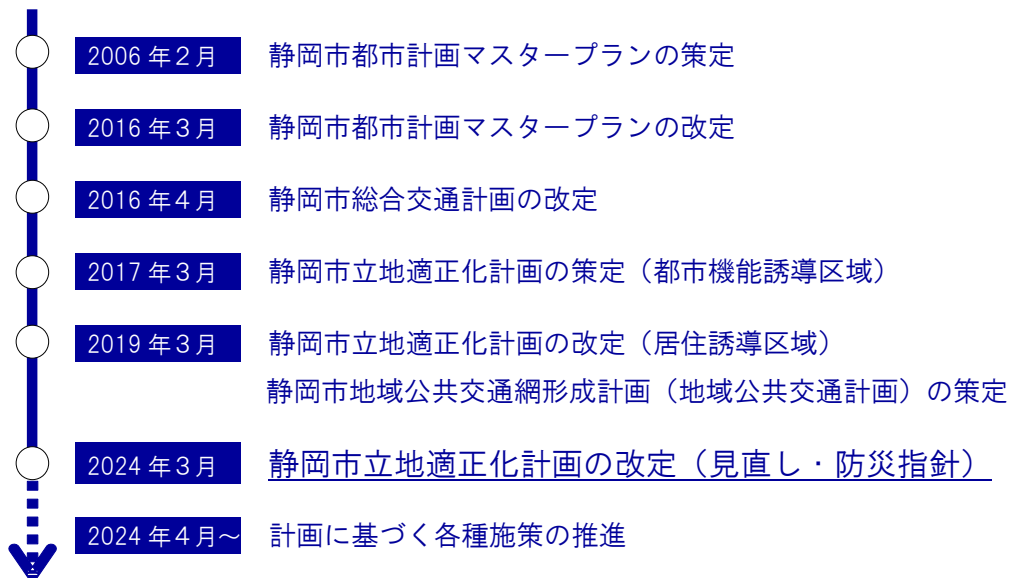 2006年2月 静岡市都市計画マスタープランの策定
2016年3月 静岡市都市計画マスタープランの改定
2016年4月 静岡市総合交通計画の改定
2017年3月 静岡市立地適正化計画の策定（都市機能誘導区域）
2019年3月 静岡市立地適正化計画の改定（居住誘導区域）
静岡市地域公共交通網形成計画（地域公共交通計画）の策定
2024年3月 静岡市立地適正化計画の改定（見直し・防災指針）
2024年4月～ 計画に基づく各種施策の推進